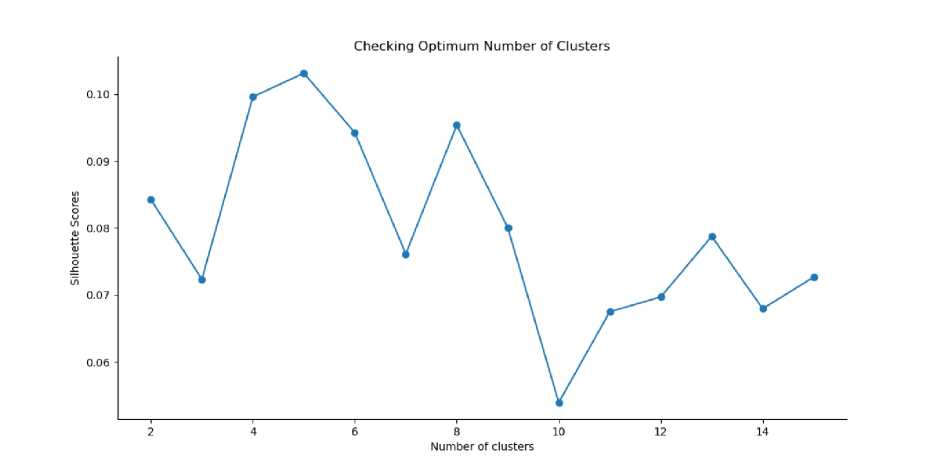 Checking Optimum Number of Clusters
Silhouette Scores
0.10
0.09
0.08
0.07
0.06
2 4 6 8 10 12 14
Number of clusters